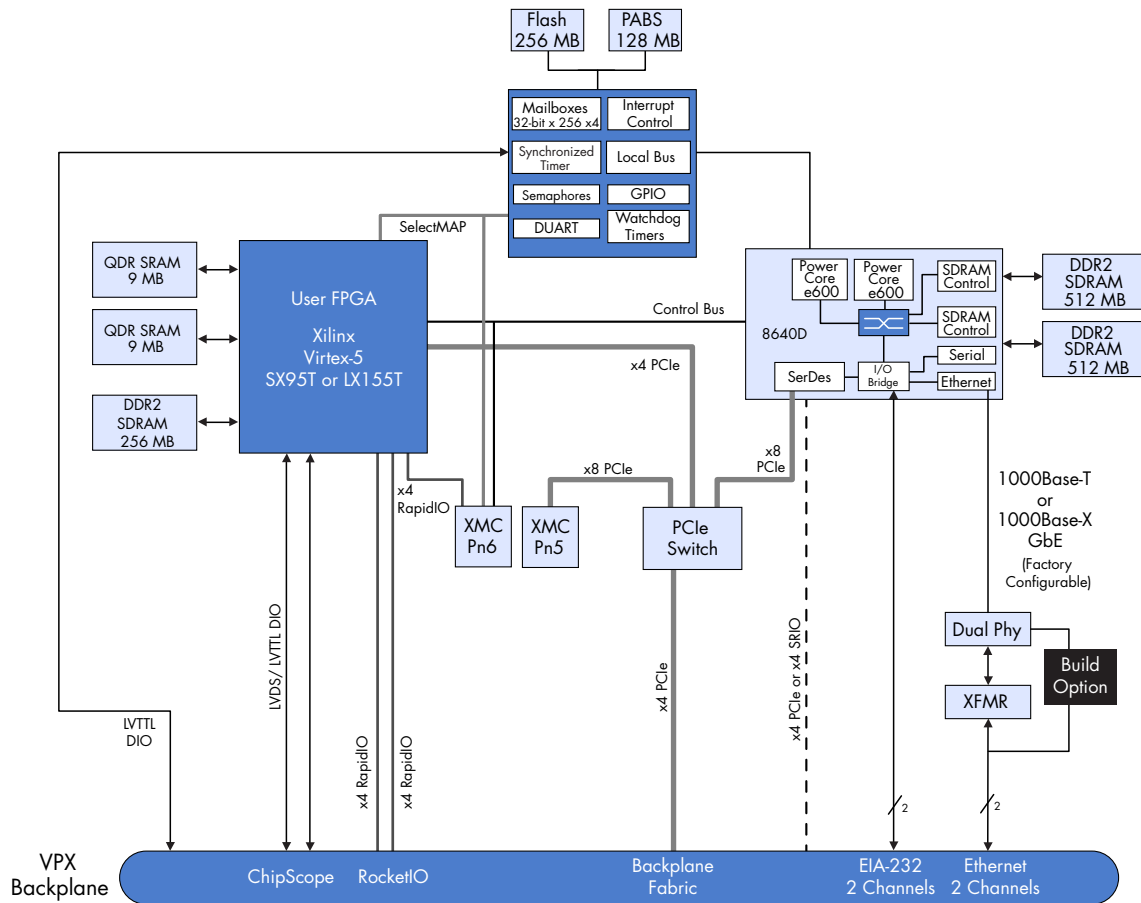 Flash
256 MB
PABS
128 MB
Mailboxes
32-bit x 256 x4
Interrupt
Control
Synchronized
Timer
Local Bus
Semaphores
GPIO
DUART
Watchdog
Timers
SelectMAP
QDR SRAM
9 MB
QDR SRAM
9 MB
DDR2
SDRAM
256 MB
User FPGA
Xilinx
Virtex-5
SX95T or LX155T
Control Bus
x4 PCIe
Power
Core
e600
Power
Core
e600
SDRAM
Control
SDRAM
Control
8640D
SerDes
I/O
Bridge
Serial
Ethernet
DDR2
SDRAM
512 MB
DDR2
SDRAM
512 MB
x8
PCIe
x8 PCIe
x4
RapidIO
XMC
Pn6
XMC
Pn5
PCIe
Switch
1000Base-T
or
1000Base-X
GbE
(Factory
Configurable)
Dual Phy
Build
Option
XFMR
LVTTL
DIO
LVDS/ LVTTL DIO
x4 RapidIO
x4 RapidIO
x4 PCIe
x4 PCIe or x4 SRIO
2
2
VPX
Backplane
ChipScope
RocketIO
Backplane
Fabric
EIA-232
2 Channels
Ethernet
2 Channels